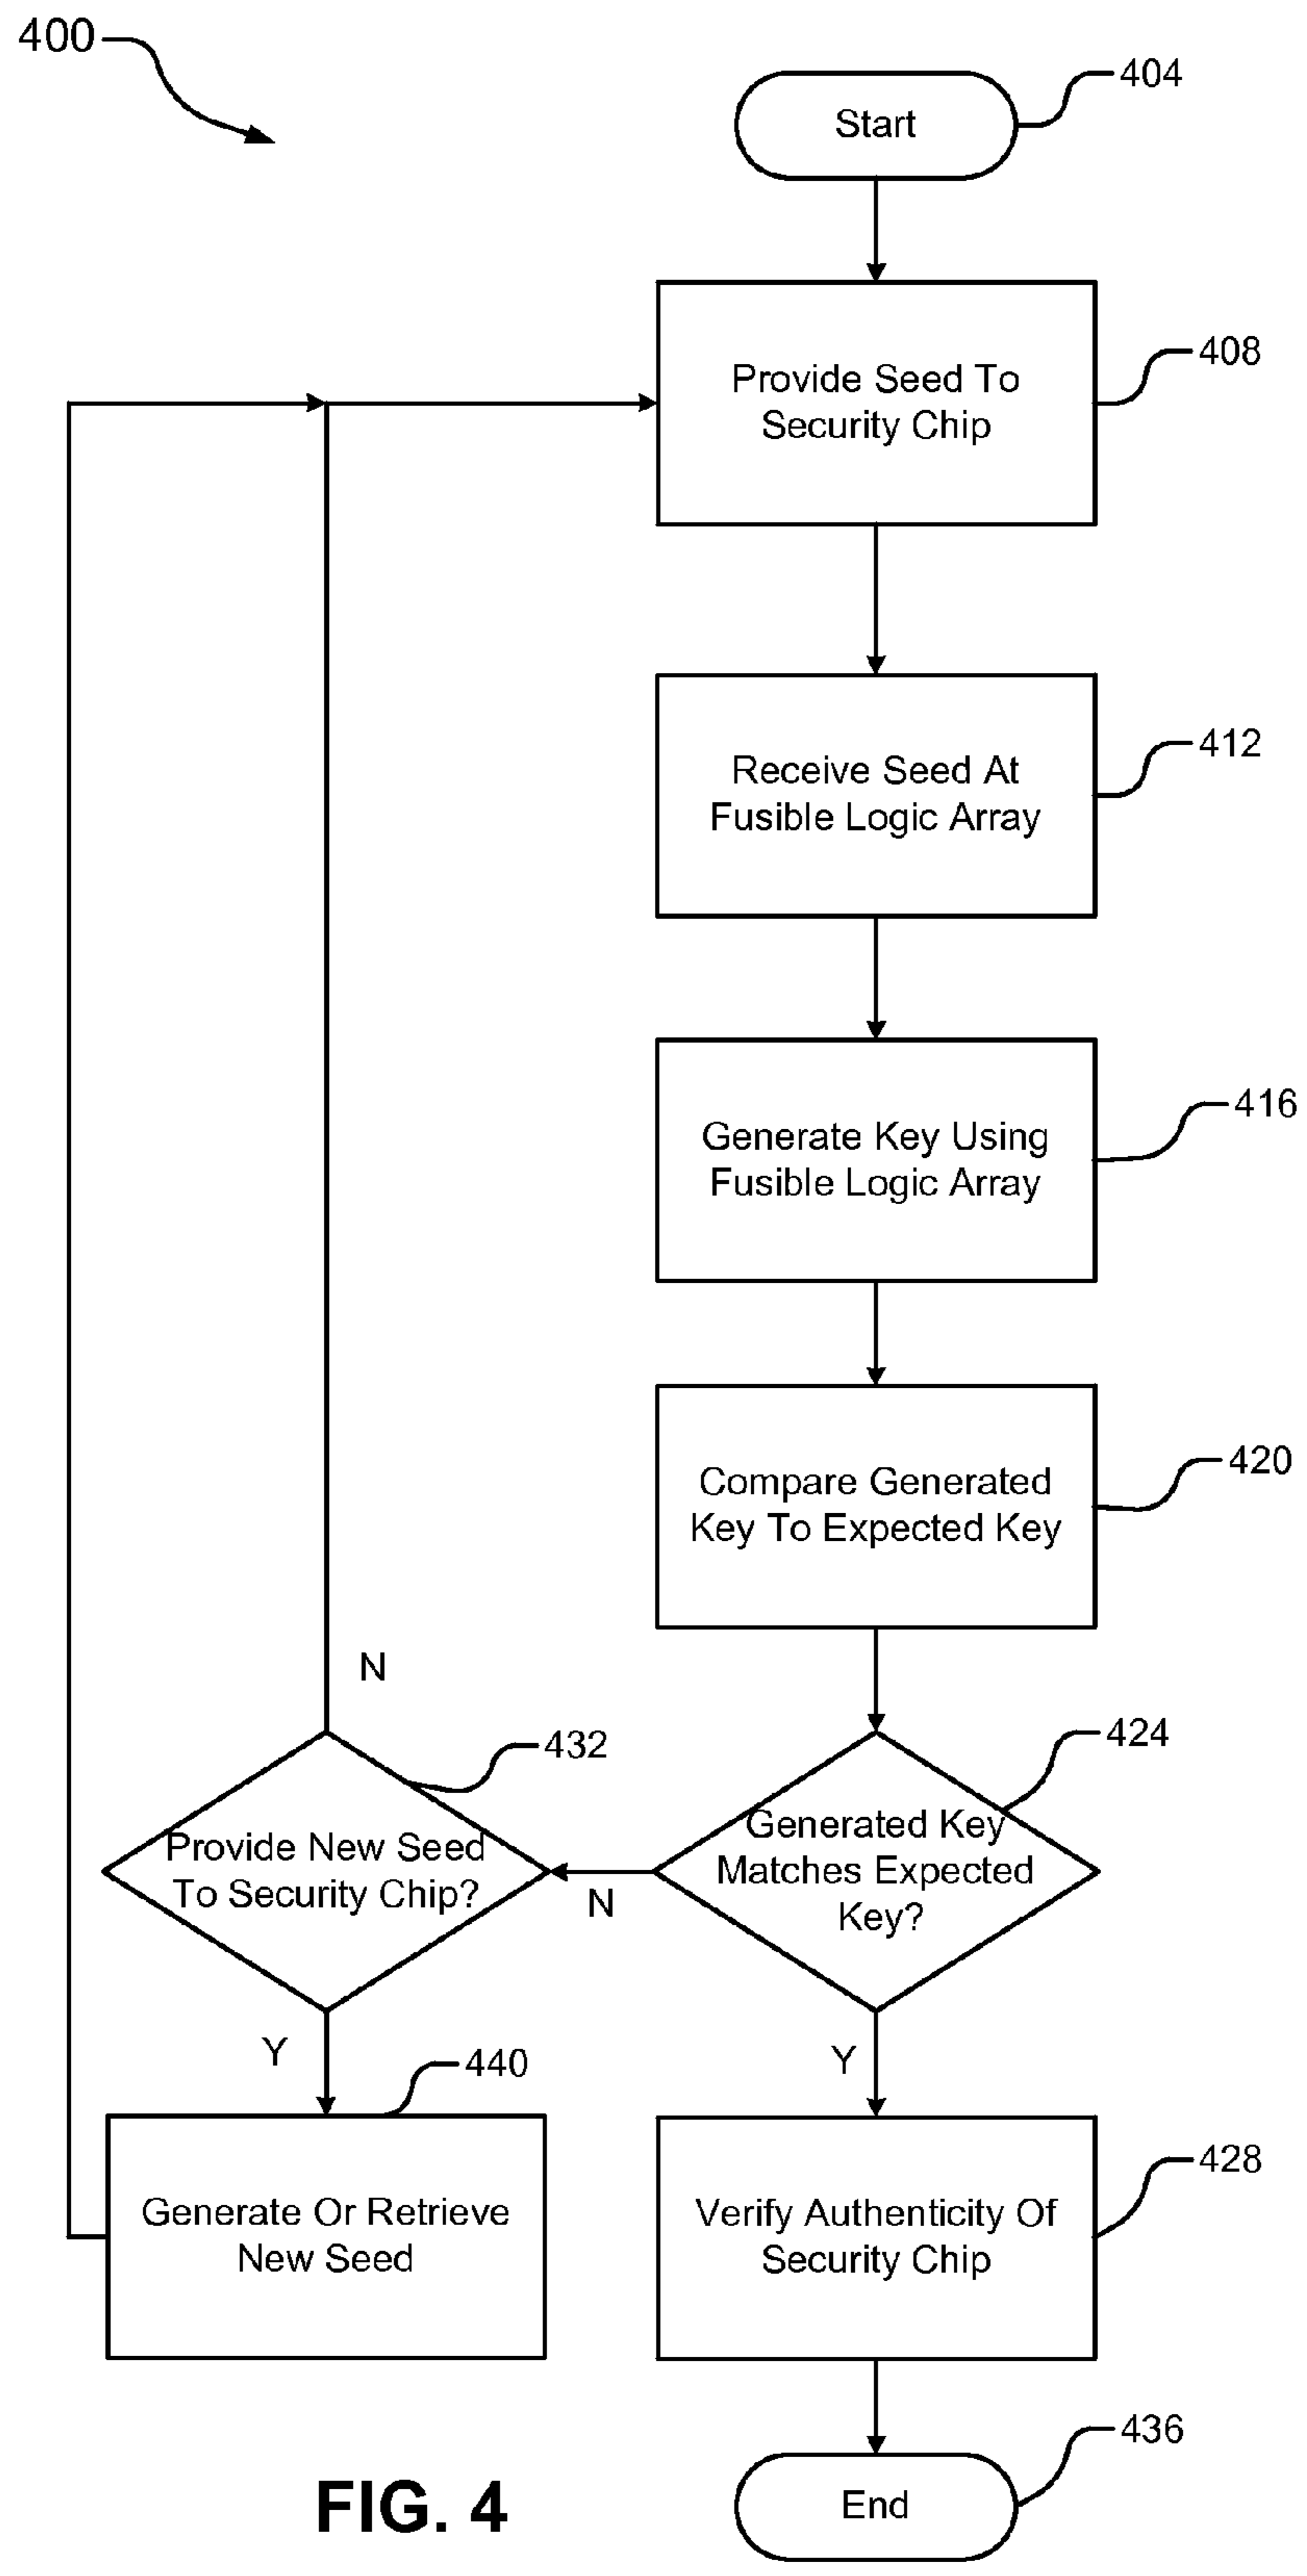 400
404
Start
408
Provide Seed To
Security Chip
412
Receive Seed At
Fusible Logic Array
416
Generate Key Using
Fusible Logic Array
420
Compare Generated
Key To Expected Key
N
432
424
Provide New Seed
To Security Chip?
N
Generated Key
Matches Expected
Key?
Y
440
Y
Generate Or Retrieve
New Seed
428
Verify Authenticity Of
Security Chip
436
End
FIG. 4